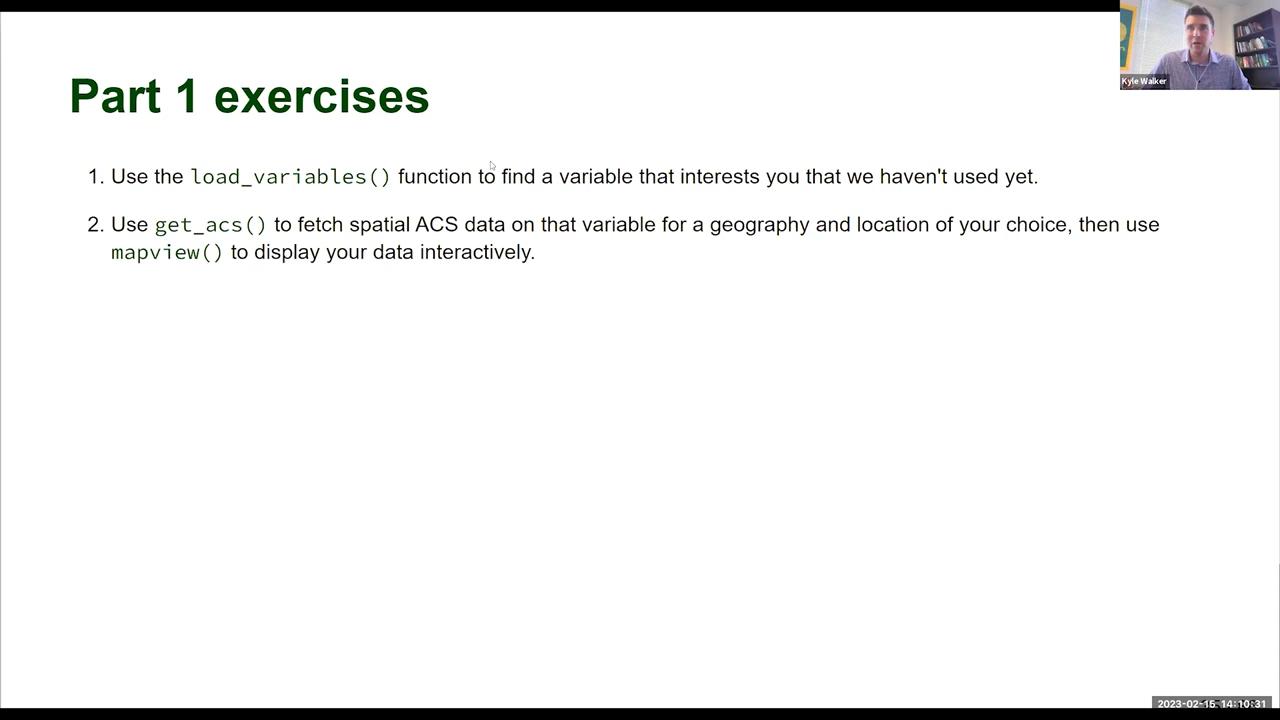 Kyle Walker
Part 1 exercises
1. Use the load_variables() function to find a variable that interests you that we haven't used yet.
2. Use get_acs() to fetch spatial ACS data on that variable for a geography and location of your choice, then use
mapview() to display your data interactively.
2023-02-15 14:10:31